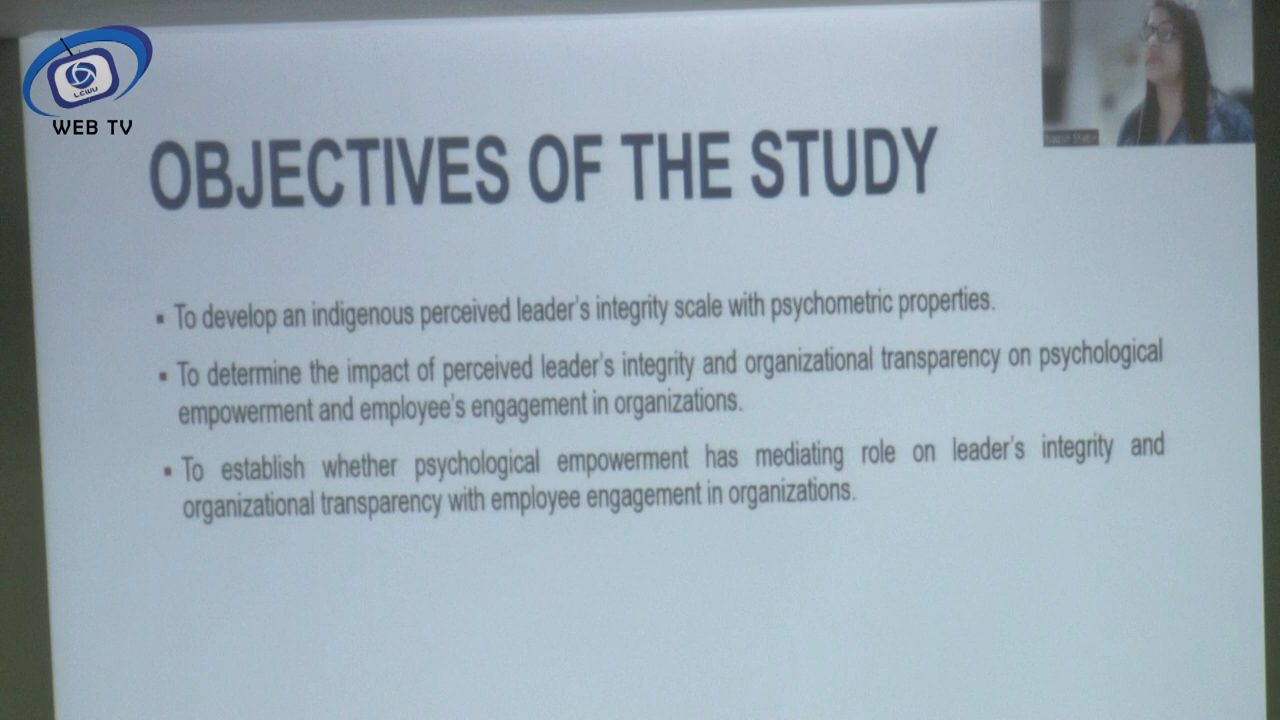 LCWU
WEB TV
OBJECTIVES OF THE STUDY
▪ To develop an indigenous perceived leader's integrity scale with psychometric properties.
▪ To determine the impact of perceived leader's integrity and organizational transparency on psychological
empowerment and employee's engagement in organizations.
▪ To establish whether psychological empowerment has mediating role on leader's integrity and
organizational transparency with employee engagement in organizations.